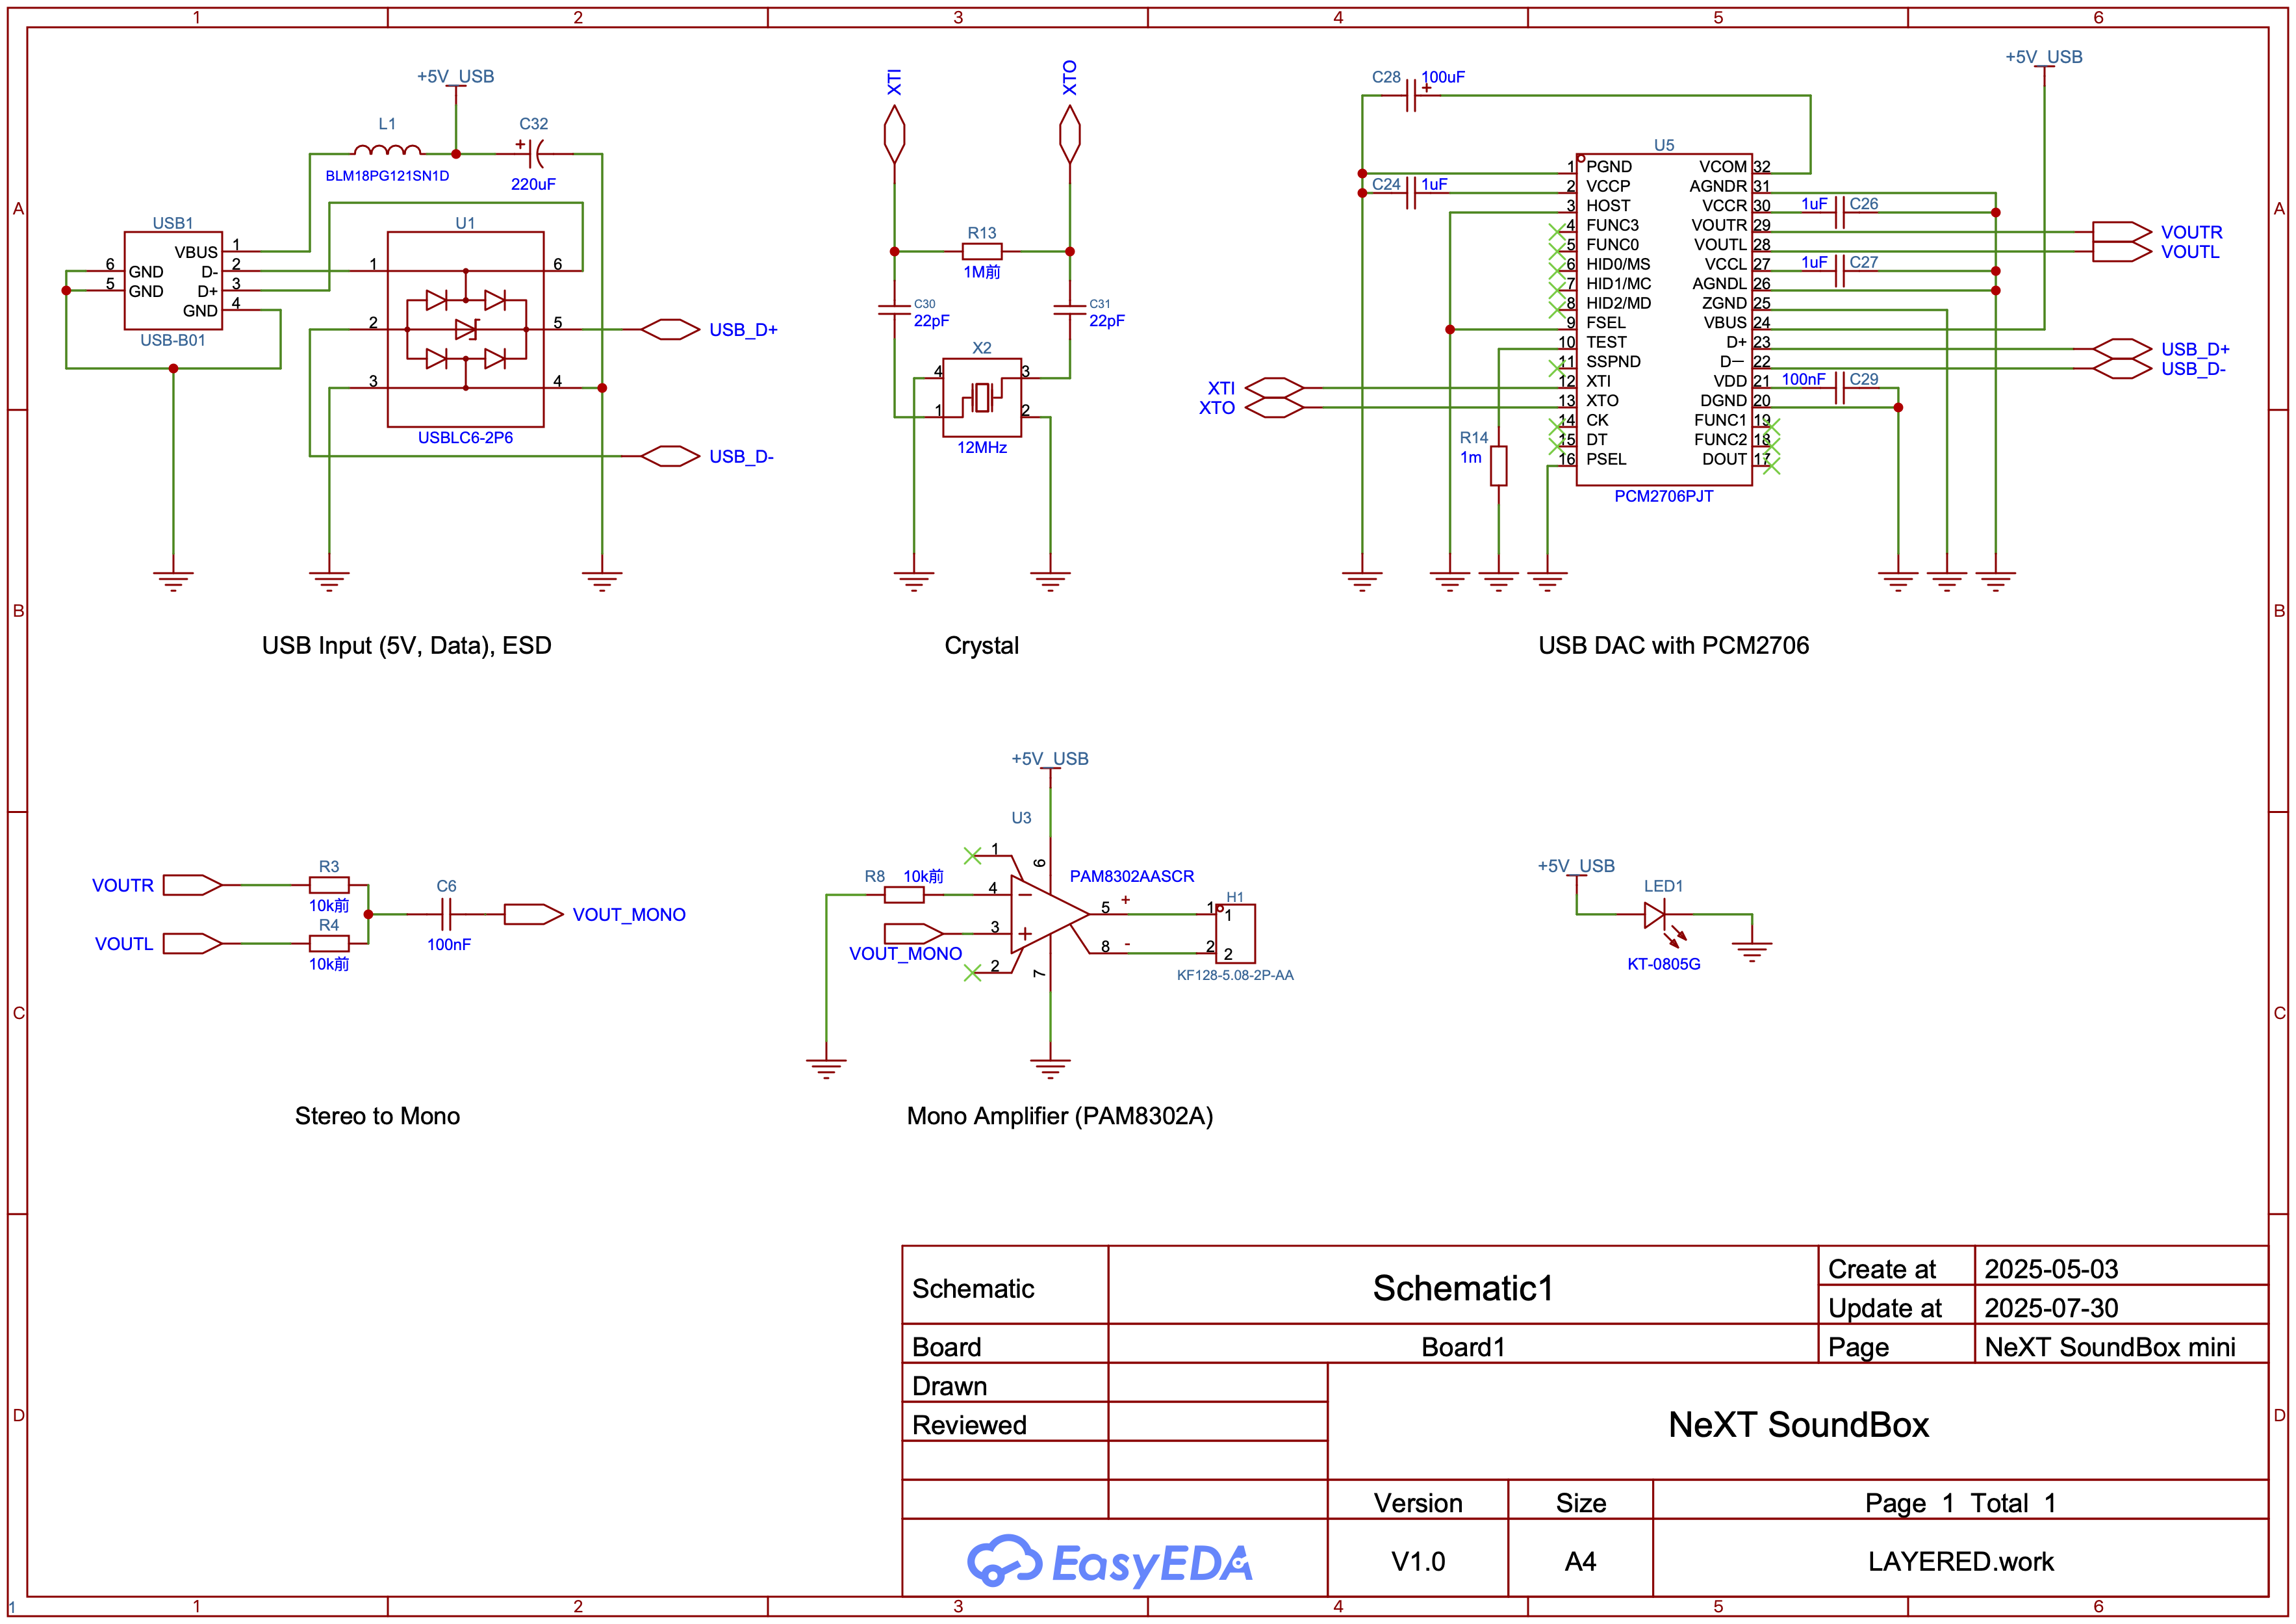 1 2 3 4 5 6
A
B
C
D
A
B
C
D
+5V_USB
L1
BLM18PG121SN1D
C32
+
220uF
USB1
VBUS 1
D- 2
D+ 3
GND 4
6 GND
5 GND
USB-B01
U1
1 6
2 5
3 4
USBLC6-2P6
USB_D+
USB_D-
USB Input (5V, Data), ESD
XTI
XTO
R13
1M前
C30
22pF
C31
22pF
X2
4 3
1 2
12MHz
Crystal
C28 100uF
+
C24 1uF
U5
1 PGND
2 VCCP
3 HOST
4 FUNC3
5 FUNC0
6 HID0/MS
7 HID1/MC
8 HID2/MD
9 FSEL
10 TEST
11 SSPND
12 XTI
13 XTO
14 CK
15 DT
16 PSEL
VCOM 32
AGNDR 31
VCCR 30
VOUTR 29
VOUTL 28
VCCL 27
AGNDL 26
ZGND 25
VBUS 24
D+ 23
D− 22
VDD 21
DGND 20
FUNC1 19
FUNC2 18
DOUT 17
PCM2706PJT
XTI
XTO
R14
1m
1uF C26
1uF C27
100nF C29
+5V_USB
VOUTR
VOUTL
USB_D+
USB_D-
USB DAC with PCM2706
VOUTR
R3
10k前
VOUTL
R4
10k前
C6
100nF
VOUT_MONO
Stereo to Mono
+5V_USB
U3
PAM8302AASCR
R8 10k前
VOUT_MONO
1
4 −
3 +
2
6
7
5 +
8 -
H1
1 1
2 2
KF128-5.08-2P-AA
Mono Amplifier (PAM8302A)
+5V_USB
LED1
KT-0805G
Schematic Schematic1
Create at 2025-05-03
Update at 2025-07-30
Board Board1
Page NeXT SoundBox mini
Drawn
Reviewed
NeXT SoundBox
Version Size Page 1 Total 1
EasyEDA V1.0 A4 LAYERED.work
1
1 2 3 4 5 6